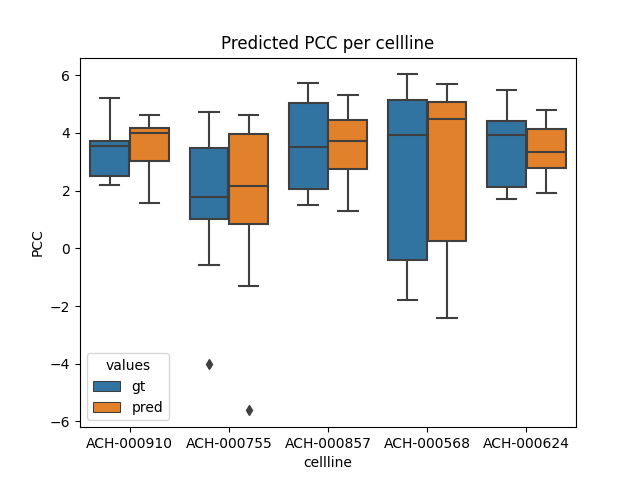 Predicted PCC per cellline
6
4
2
0
−2
−4
−6
PCC
values
gt
pred
ACH-000910 ACH-000755 ACH-000857 ACH-000568 ACH-000624
cellline